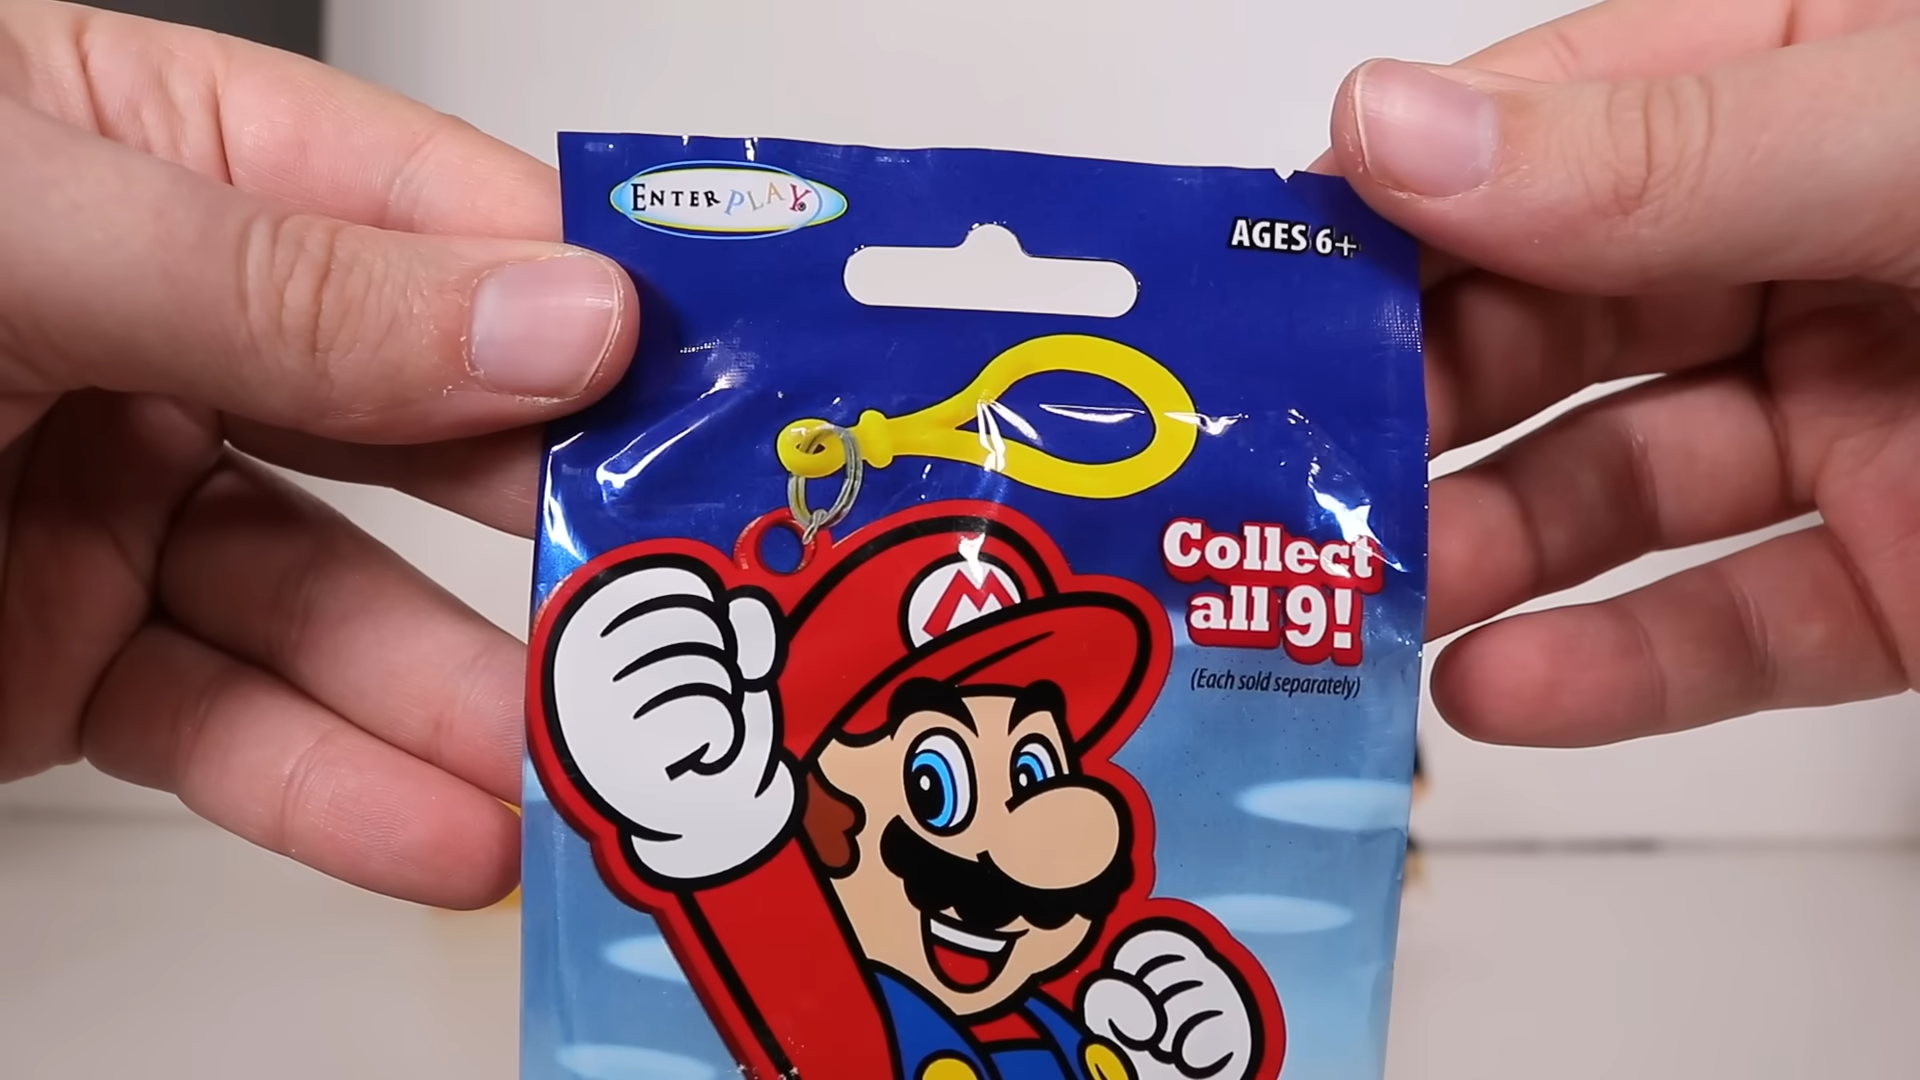 ENTERPLAY
AGES 6+
M
Collect
all 9!
(Each sold separately)